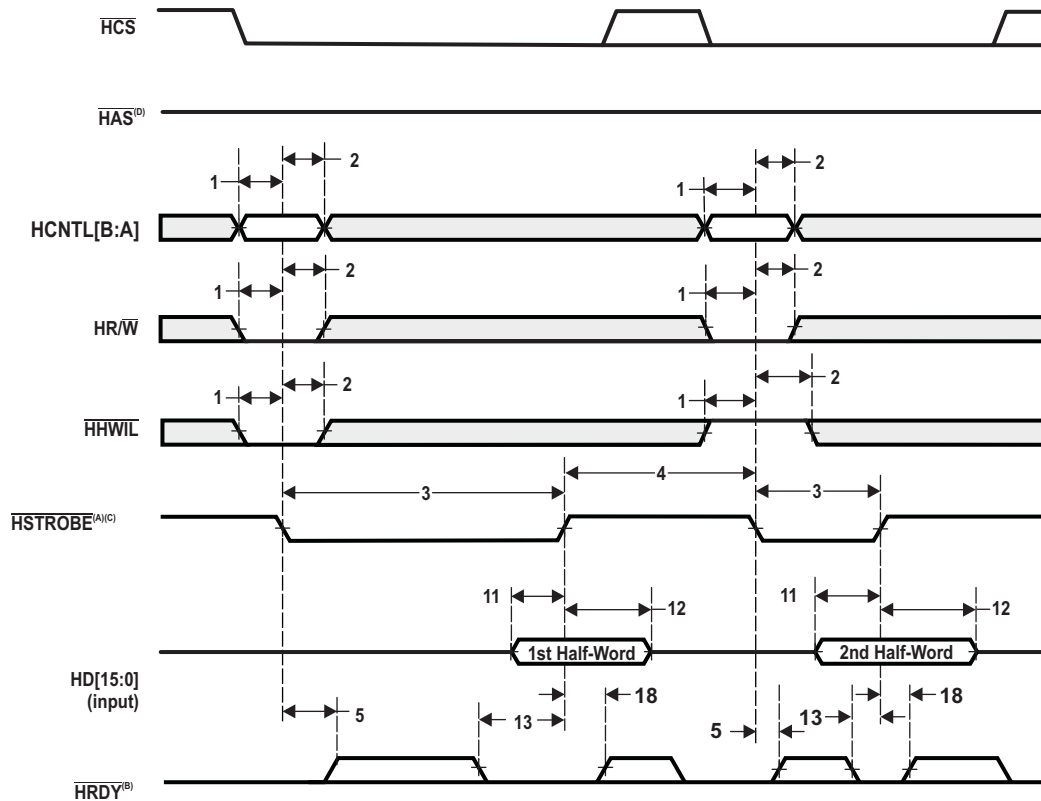 HCS
HAS(D)
2
1
HCNTL[B:A]
2
1
2
1
HR/W
2
1
2
1
HHWIL
2
1
3
4
3
HSTROBE(A)(C)
11
12
11
12
1st Half-Word
2nd Half-Word
HD[15:0]
(input)
5
13
18
5
13
18
HRDY(B)